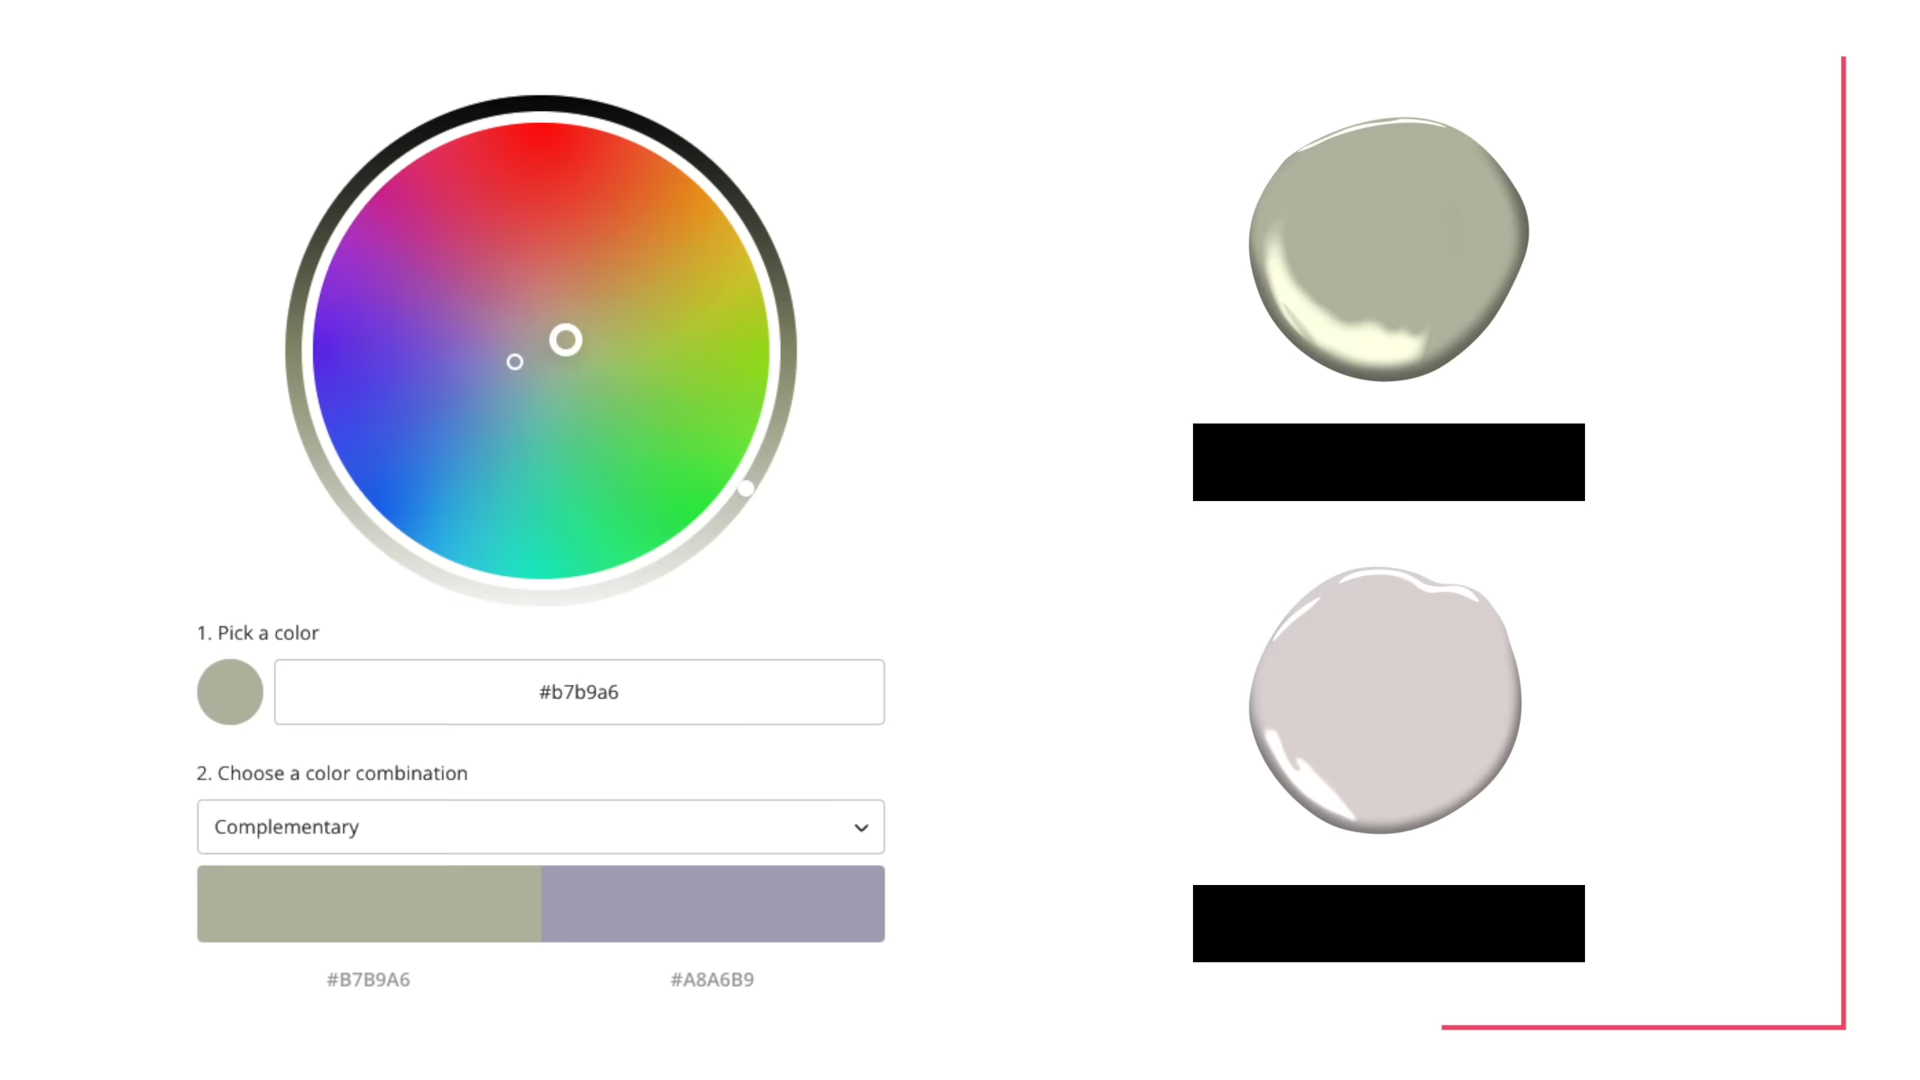 1. Pick a color
#b7b9a6
2. Choose a color combination
Complementary
#B7B9A6
#A8A6B9